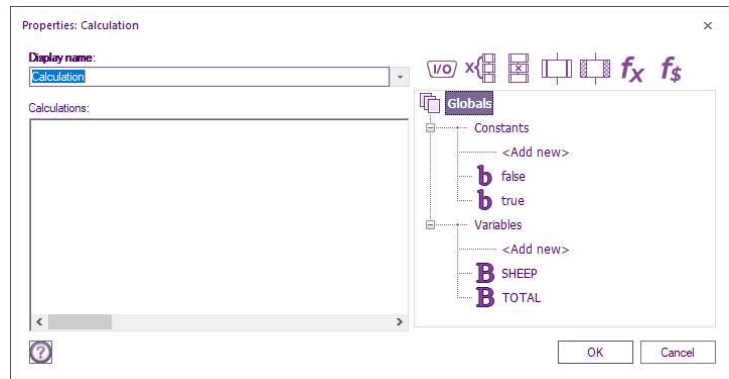 Properties: Calculation
×
Display name:
Calculation
I/O x{ x fx f$
Calculations:
Globals
Constants
<Add new>
b false
b true
Variables
<Add new>
B SHEEP
B TOTAL
< >
?
OK Cancel